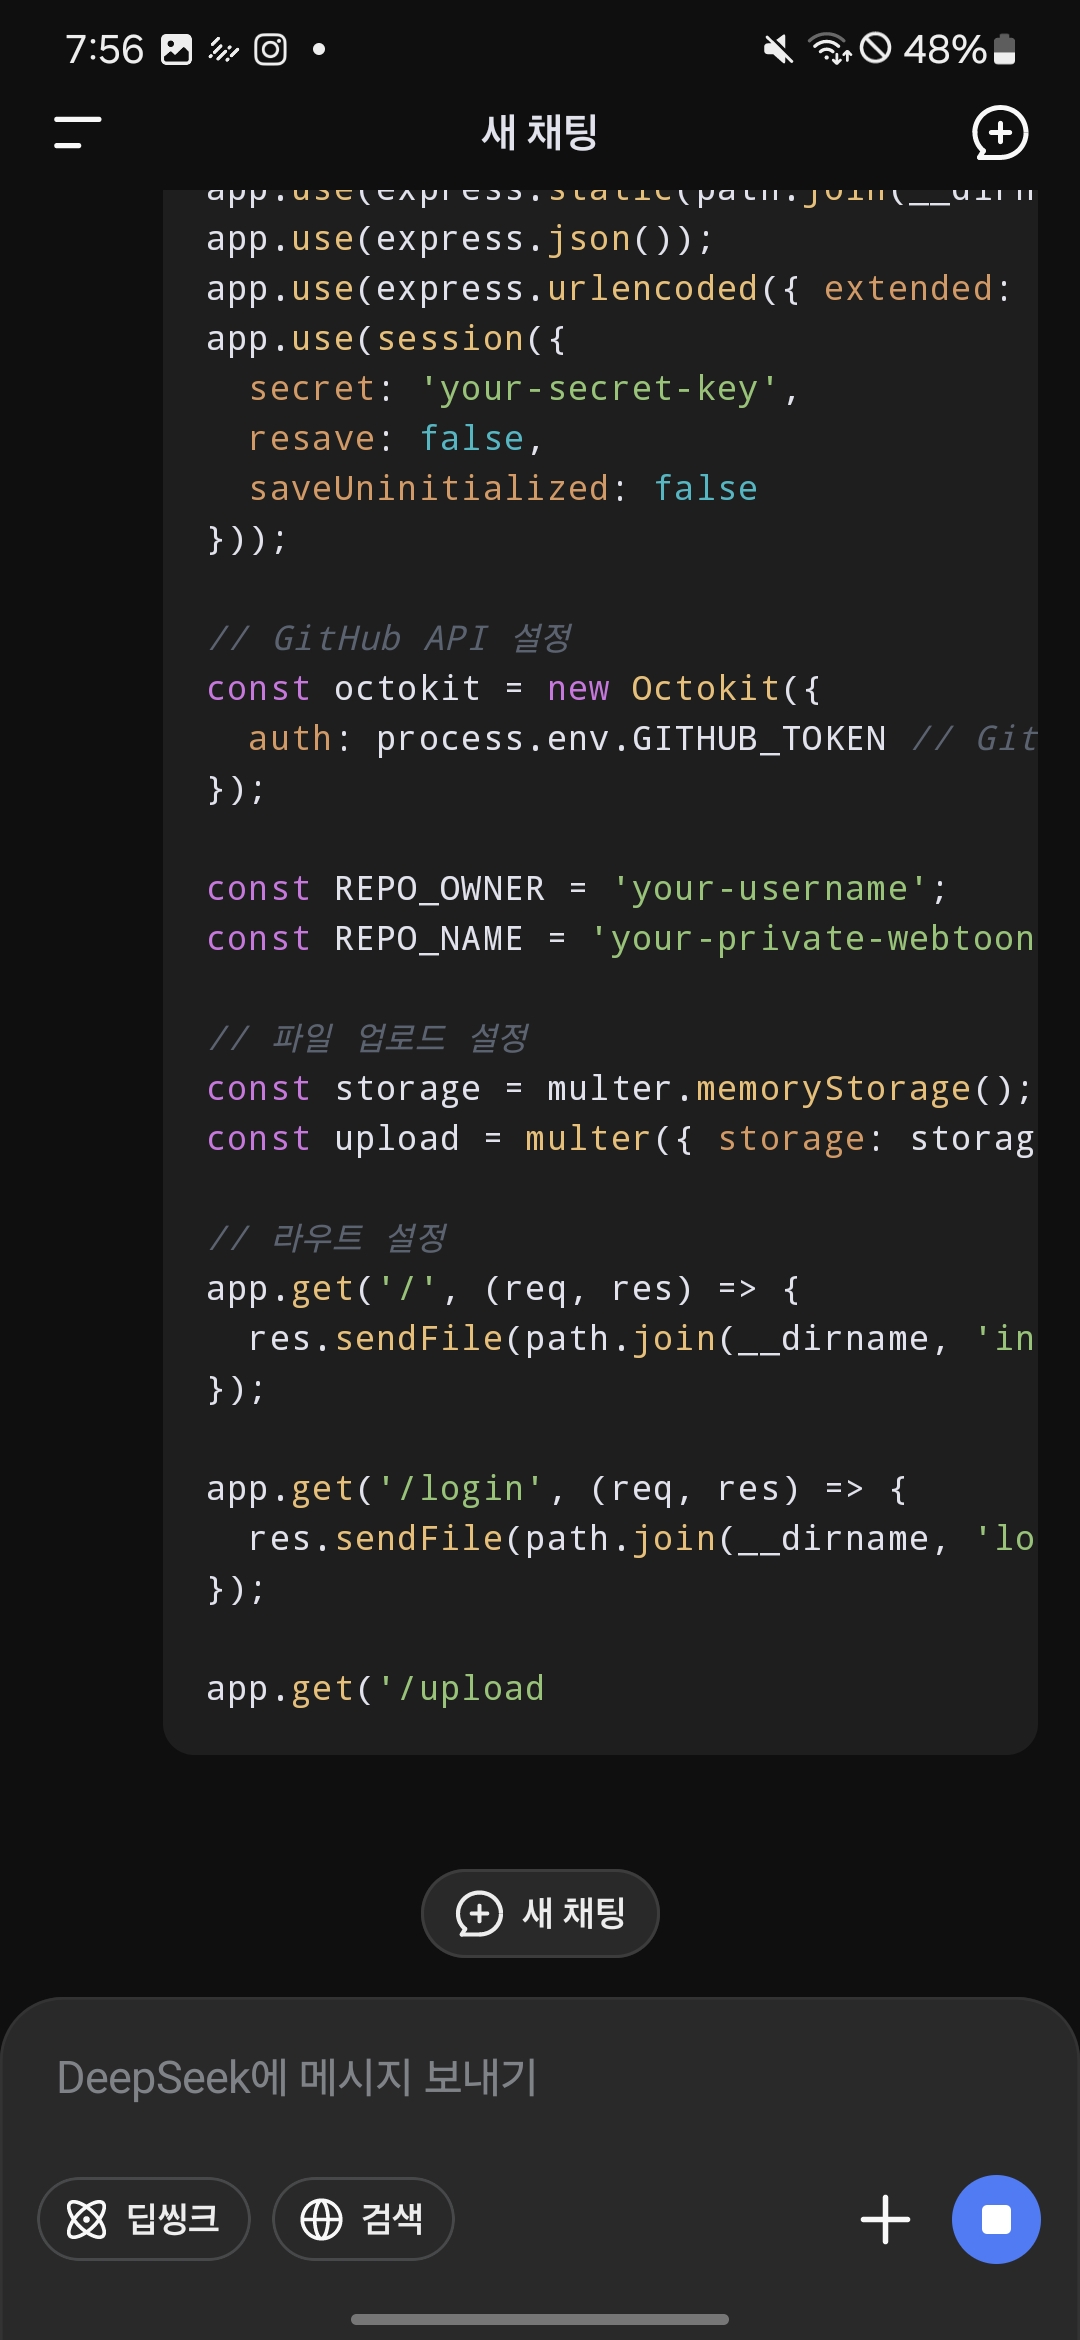 7:56
48%
새 채팅
app.use(express.static(path.join(__dirn
app.use(express.json());
app.use(express.urlencoded({ extended:
app.use(session({
  secret: 'your-secret-key',
  resave: false,
  saveUninitialized: false
}));
// GitHub API 설정
const octokit = new Octokit({
  auth: process.env.GITHUB_TOKEN // Git
});
const REPO_OWNER = 'your-username';
const REPO_NAME = 'your-private-webtoon
// 파일 업로드 설정
const storage = multer.memoryStorage();
const upload = multer({ storage: storag
// 라우트 설정
app.get('/', (req, res) => {
  res.sendFile(path.join(__dirname, 'in
});
app.get('/login', (req, res) => {
  res.sendFile(path.join(__dirname, 'lo
});
app.get('/upload
새 채팅
DeepSeek에 메시지 보내기
딥씽크
검색